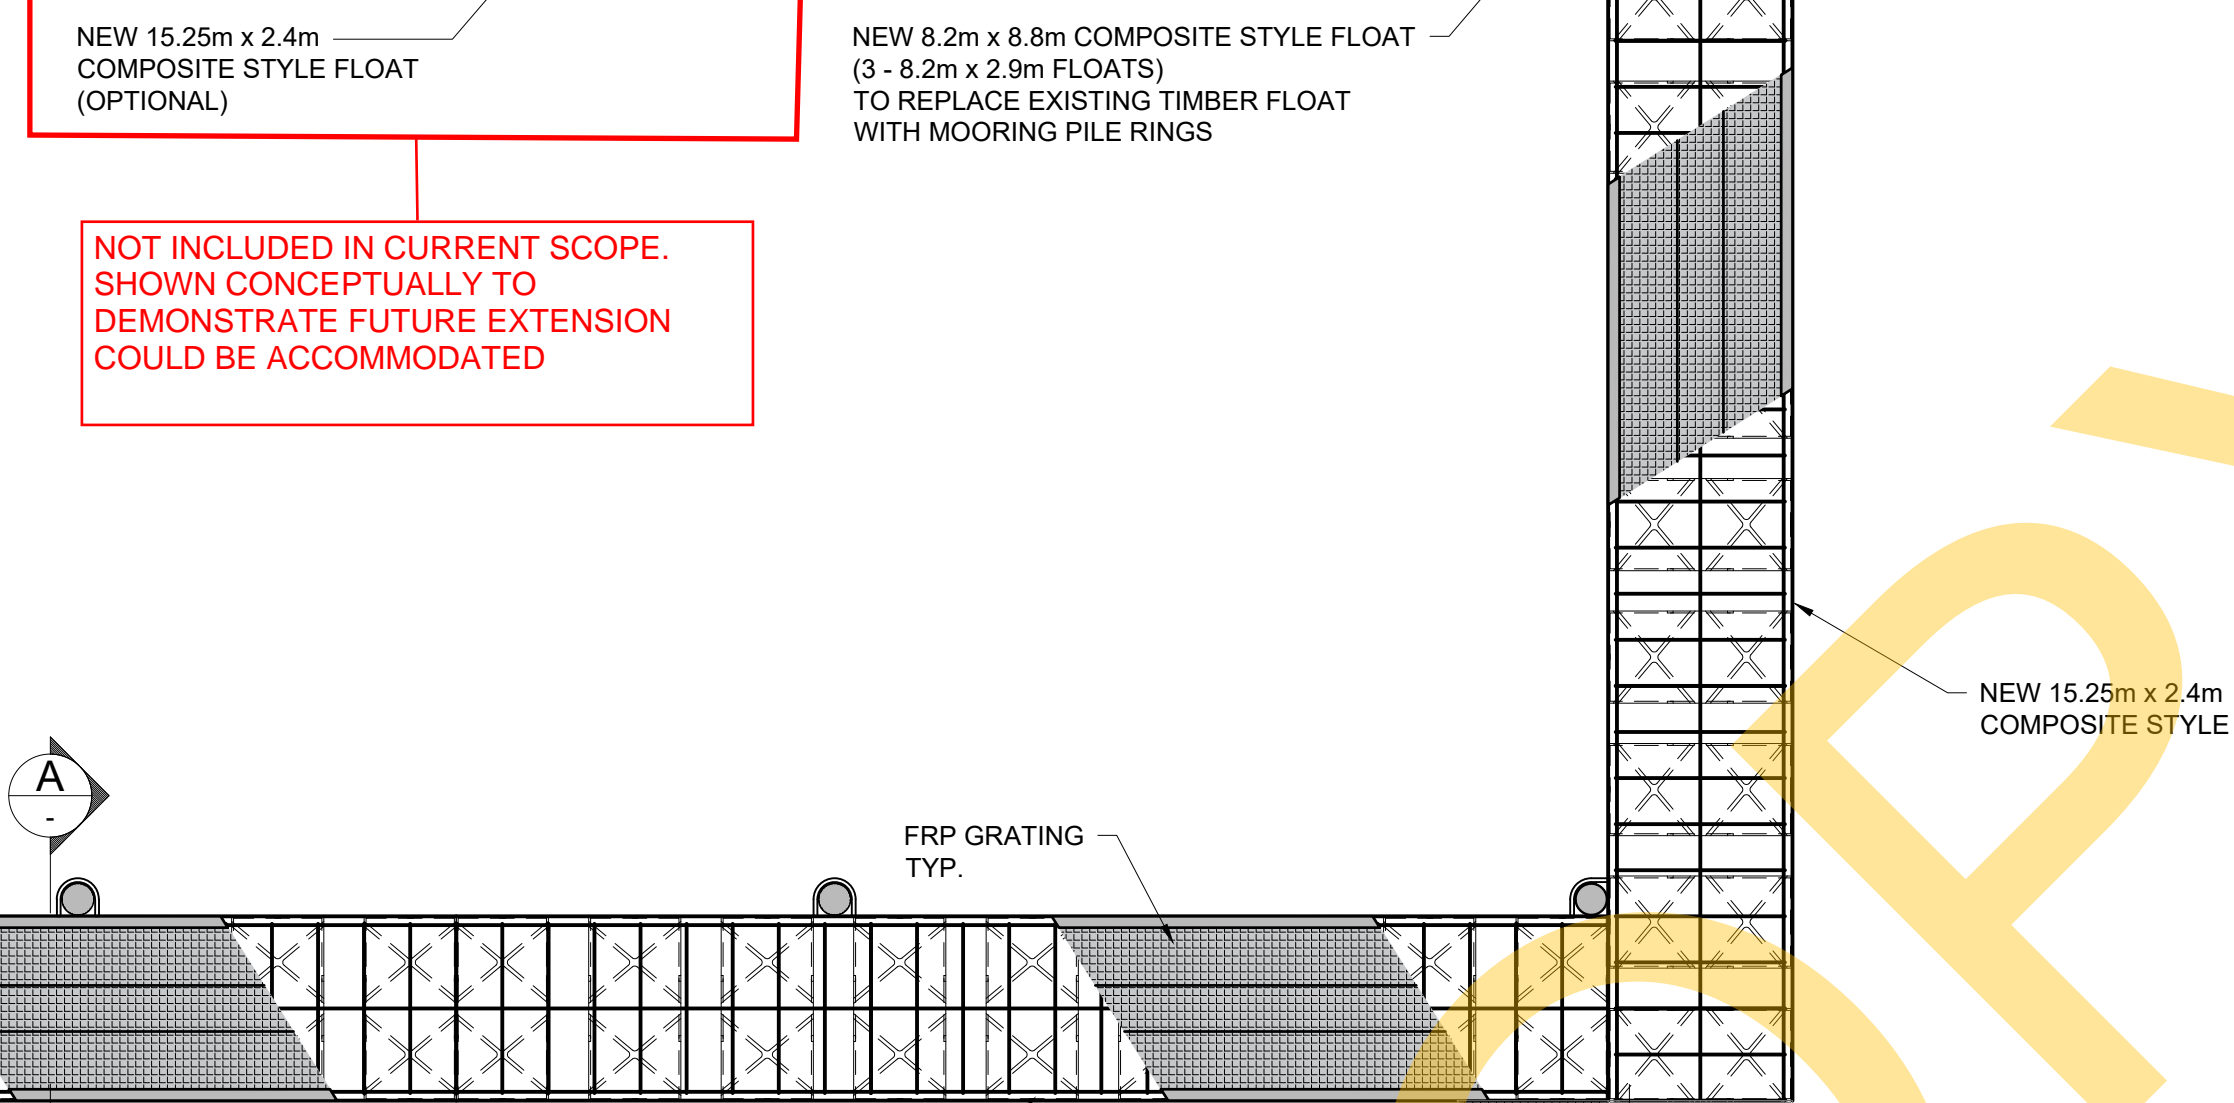 NEW 15.25m x 2.4m
COMPOSITE STYLE FLOAT
(OPTIONAL)
NEW 8.2m x 8.8m COMPOSITE STYLE FLOAT
(3 - 8.2m x 2.9m FLOATS)
TO REPLACE EXISTING TIMBER FLOAT
WITH MOORING PILE RINGS
NOT INCLUDED IN CURRENT SCOPE.
SHOWN CONCEPTUALLY TO
DEMONSTRATE FUTURE EXTENSION
COULD BE ACCOMMODATED
NEW 15.25m x 2.4m
COMPOSITE STYLE
A
-
FRP GRATING
TYP.